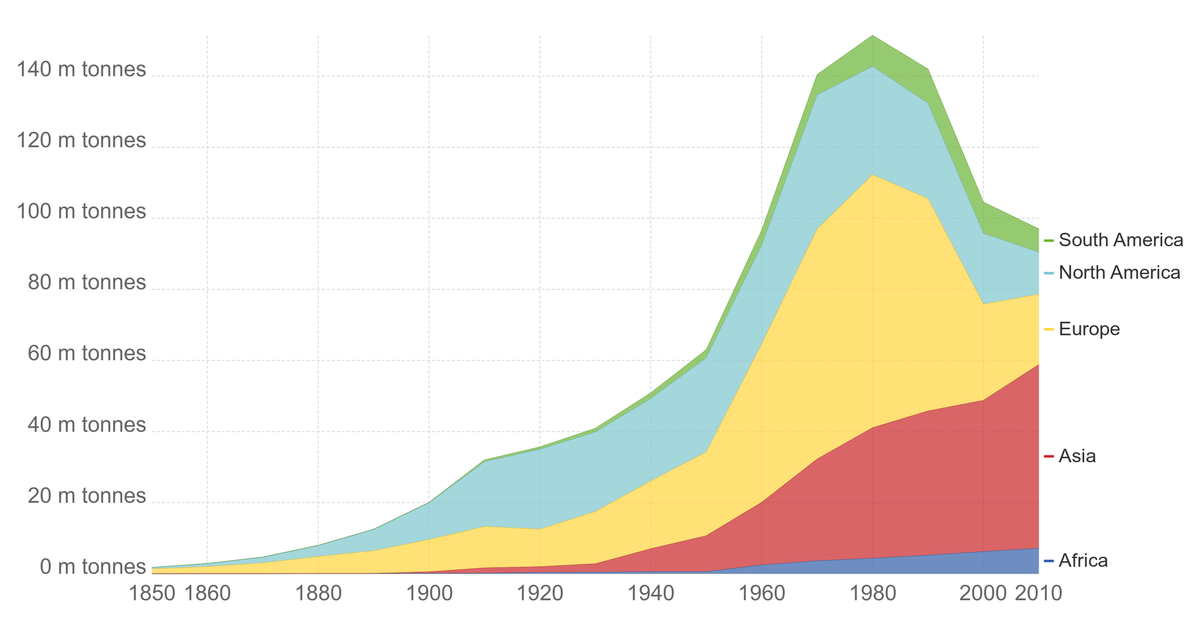 140 m tonnes
120 m tonnes
100 m tonnes
80 m tonnes
60 m tonnes
40 m tonnes
20 m tonnes
0 m tonnes
1850 1860 1880 1900 1920 1940 1960 1980 2000 2010
South America
North America
Europe
Asia
Africa